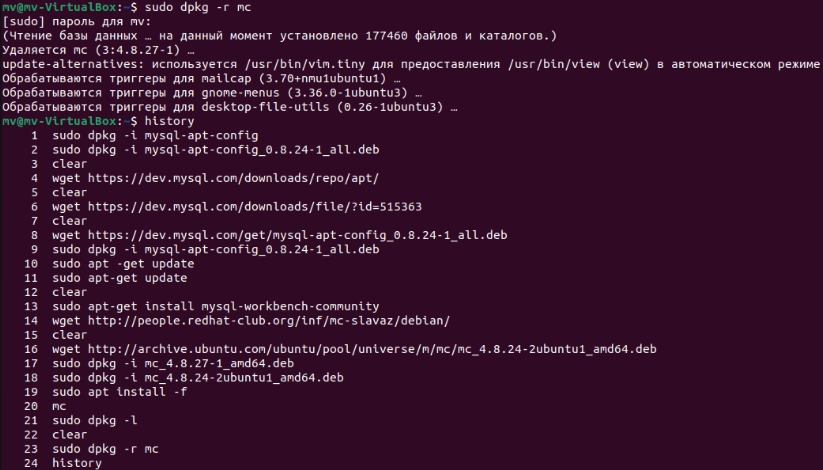 mv@mv-VirtualBox:~$ sudo dpkg -r mc
[sudo] пароль для mv:
(Чтение базы данных … на данный момент установлено 177460 файлов и каталогов.)
Удаляется mc (3:4.8.27-1) …
update-alternatives: используется /usr/bin/vim.tiny для предоставления /usr/bin/view (view) в автоматическом режиме
Обрабатываются триггеры для mailcap (3.70+nmu1ubuntu1) …
Обрабатываются триггеры для gnome-menus (3.36.0-1ubuntu3) …
Обрабатываются триггеры для desktop-file-utils (0.26-1ubuntu3) …
mv@mv-VirtualBox:~$ history
1 sudo dpkg -i mysql-apt-config
2 sudo dpkg -i mysql-apt-config_0.8.24-1_all.deb
3 clear
4 wget https://dev.mysql.com/downloads/repo/apt/
5 clear
6 wget https://dev.mysql.com/downloads/file/?id=515363
7 clear
8 wget https://dev.mysql.com/get/mysql-apt-config_0.8.24-1_all.deb
9 sudo dpkg -i mysql-apt-config_0.8.24-1_all.deb
10 sudo apt -get update
11 sudo apt-get update
12 clear
13 sudo apt-get install mysql-workbench-community
14 wget http://people.redhat-club.org/inf/mc-slavaz/debian/
15 clear
16 wget http://archive.ubuntu.com/ubuntu/pool/universe/m/mc/mc_4.8.24-2ubuntu1_amd64.deb
17 sudo dpkg -i mc_4.8.27-1_amd64.deb
18 sudo dpkg -i mc_4.8.24-2ubuntu1_amd64.deb
19 sudo apt install -f
20 mc
21 sudo dpkg -l
22 clear
23 sudo dpkg -r mc
24 history